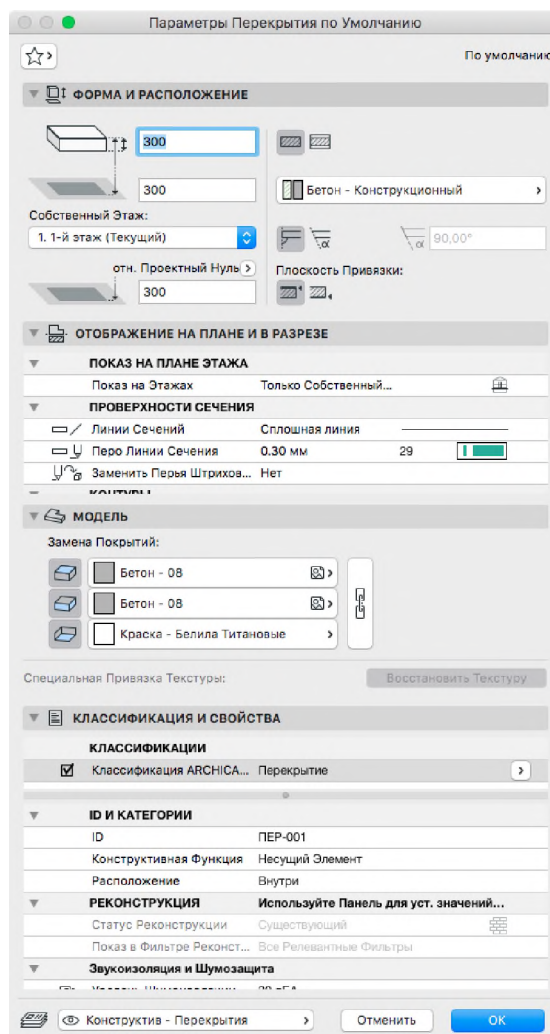 Параметры Перекрытия по Умолчанию
По умолчанию
ФОРМА И РАСПОЛОЖЕНИЕ
300
300
Бетон - Конструкционный
Собственный Этаж:
1. 1-й этаж (Текущий)
α
α 90,00°
отн. Проектный Нуль
Плоскость Привязки:
300
ОТОБРАЖЕНИЕ НА ПЛАНЕ И В РАЗРЕЗЕ
ПОКАЗ НА ПЛАНЕ ЭТАЖА
Показ на Этажах Только Собственный...
ПРОВЕРХНОСТИ СЕЧЕНИЯ
Линии Сечений Сплошная линия
Перо Линии Сечения 0.30 мм 29
Заменить Перья Штрихов... Нет
КОНТУРЫ
МОДЕЛЬ
Замена Покрытий:
Бетон - 08
Бетон - 08
Краска - Белила Титановые
Специальная Привязка Текстуры: Восстановить Текстуру
КЛАССИФИКАЦИЯ И СВОЙСТВА
КЛАССИФИКАЦИИ
Классификация ARCHICA... Перекрытие
ID И КАТЕГОРИИ
ID ПЕР-001
Конструктивная Функция Несущий Элемент
Расположение Внутри
РЕКОНСТРУКЦИЯ Используйте Панель для уст. значений...
Статус Реконструкции Существующий
Показ в Фильтре Реконст... Все Релевантные Фильтры
Звукоизоляция и Шумозащита
Конструктив - Перекрытия Отменить OK